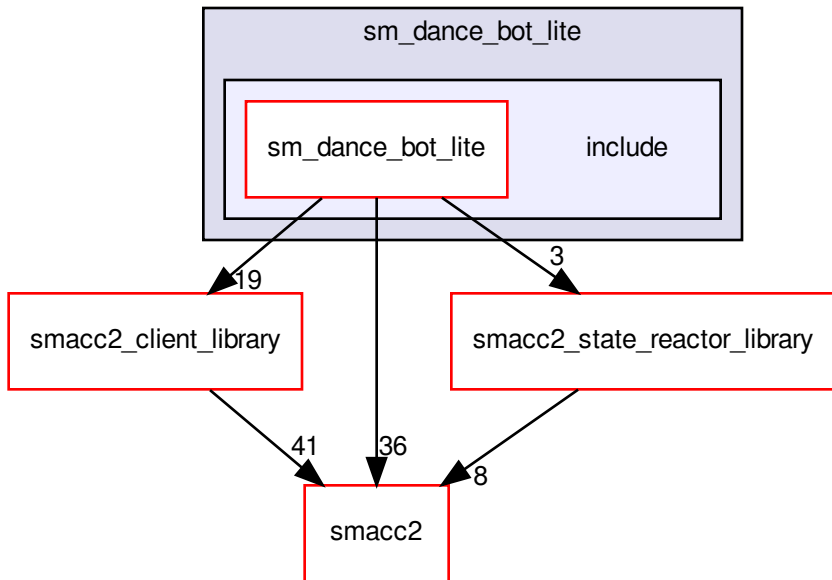 sm_dance_bot_lite
sm_dance_bot_lite
include
3
19
smacc2_client_library
smacc2_state_reactor_library
41
36
8
smacc2